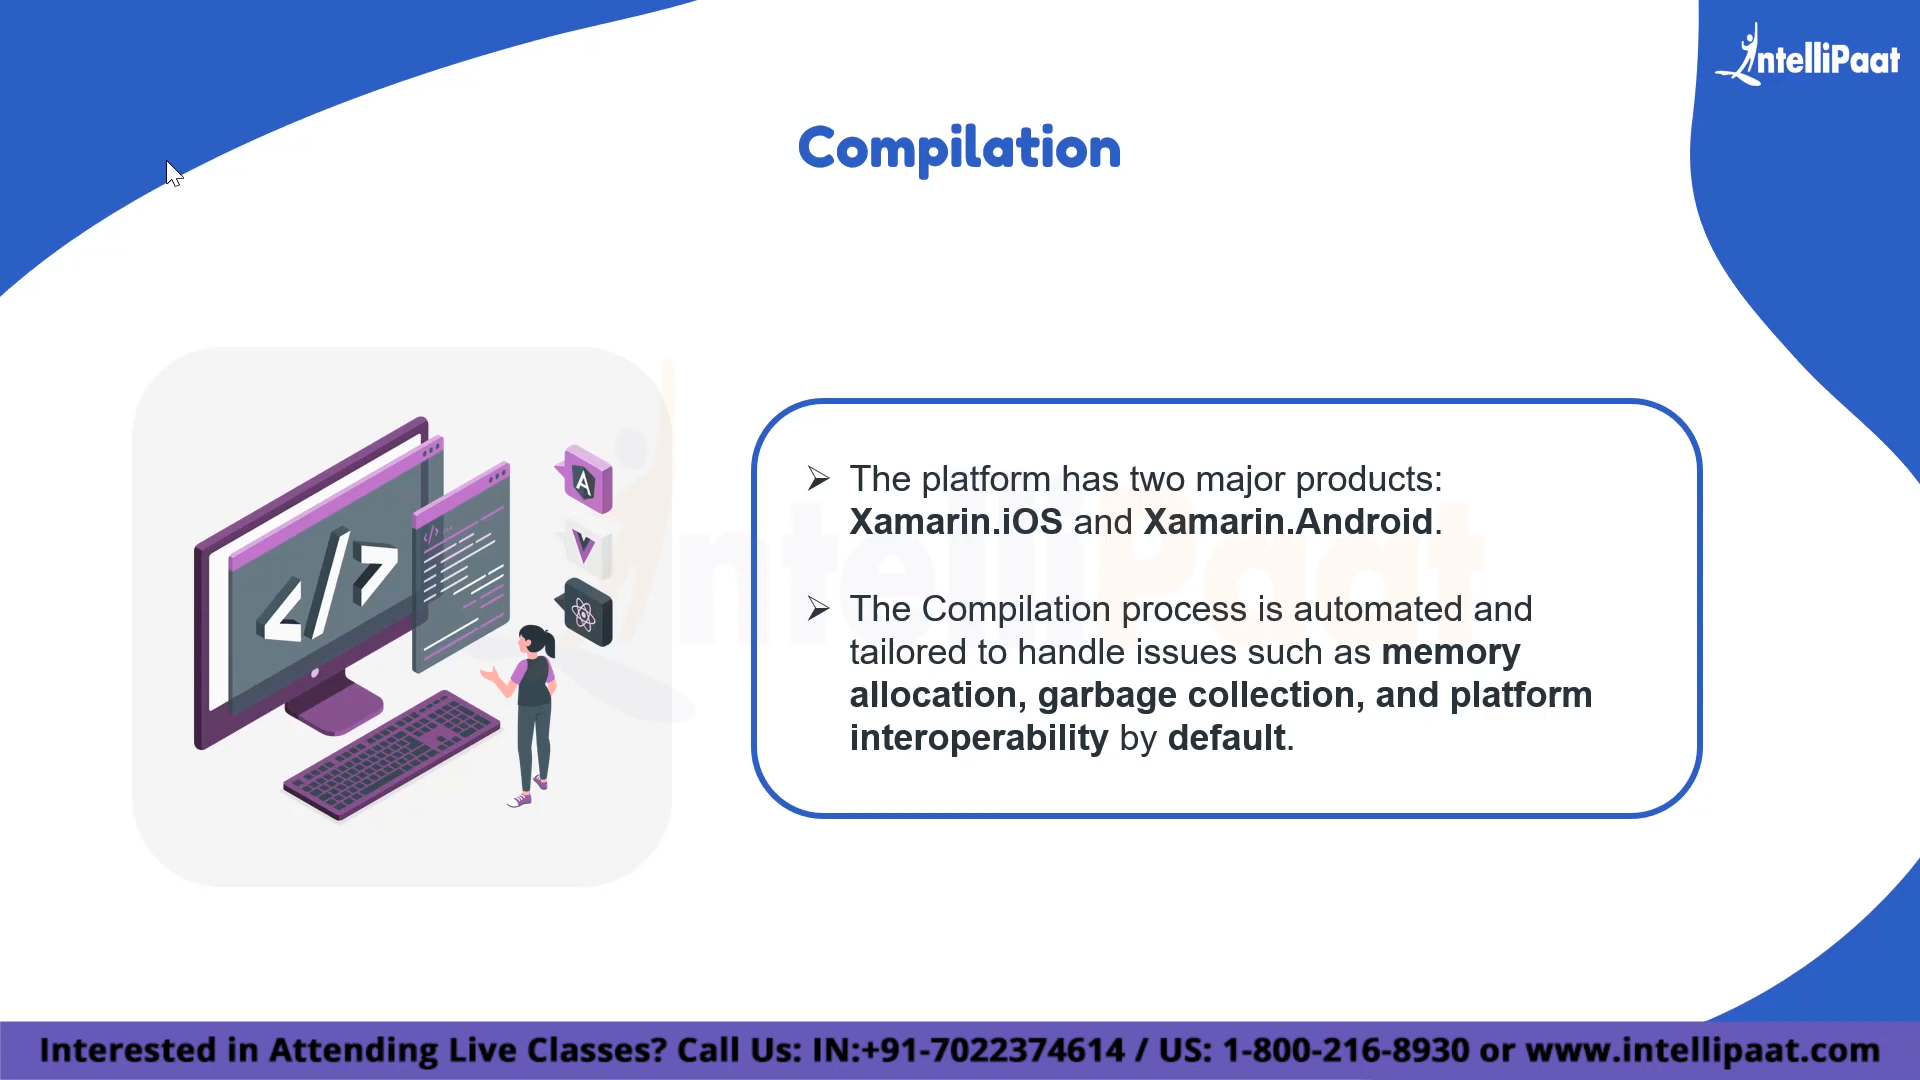 IntelliPaat
Compilation
➢ The platform has two major products:
Xamarin.iOS and Xamarin.Android.
➢ The Compilation process is automated and
tailored to handle issues such as memory
allocation, garbage collection, and platform
interoperability by default.
Interested in Attending Live Classes? Call Us: IN:+91-7022374614 / US: 1-800-216-8930 or www.intellipaat.com